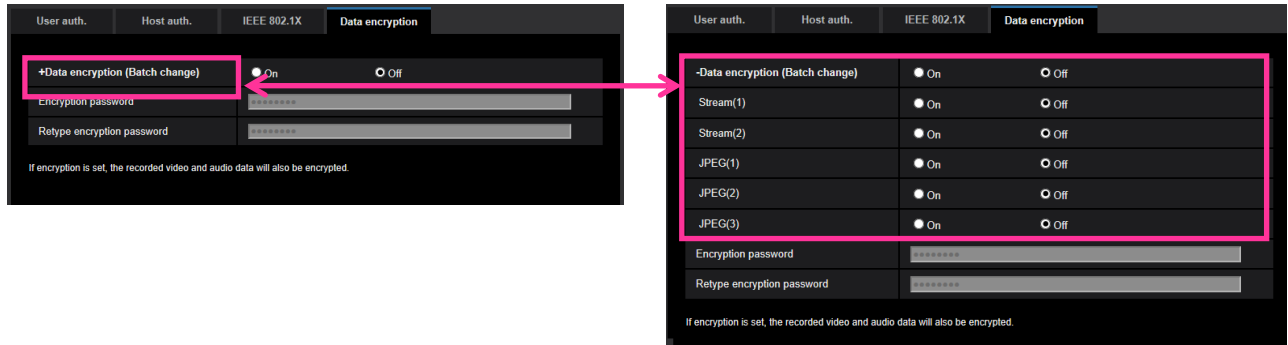 User auth. Host auth. IEEE 802.1X Data encryption
+Data encryption (Batch change) On Off
Encryption password ●●●●●●●●
Retype encryption password ●●●●●●●●
If encryption is set, the recorded video and audio data will also be encrypted.
User auth. Host auth. IEEE 802.1X Data encryption
-Data encryption (Batch change) On Off
Stream(1) On Off
Stream(2) On Off
JPEG(1) On Off
JPEG(2) On Off
JPEG(3) On Off
Encryption password ●●●●●●●●
Retype encryption password ●●●●●●●●
If encryption is set, the recorded video and audio data will also be encrypted.